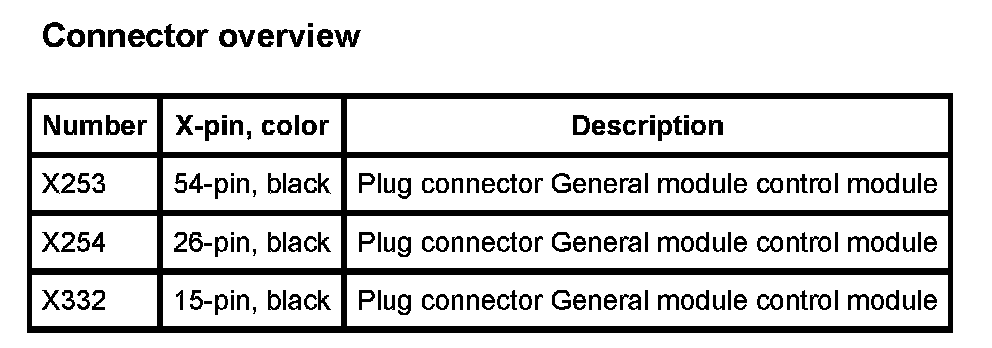 Connector overview
Number X-pin, color Description
X253 54-pin, black Plug connector General module control module
X254 26-pin, black Plug connector General module control module
X332 15-pin, black Plug connector General module control module